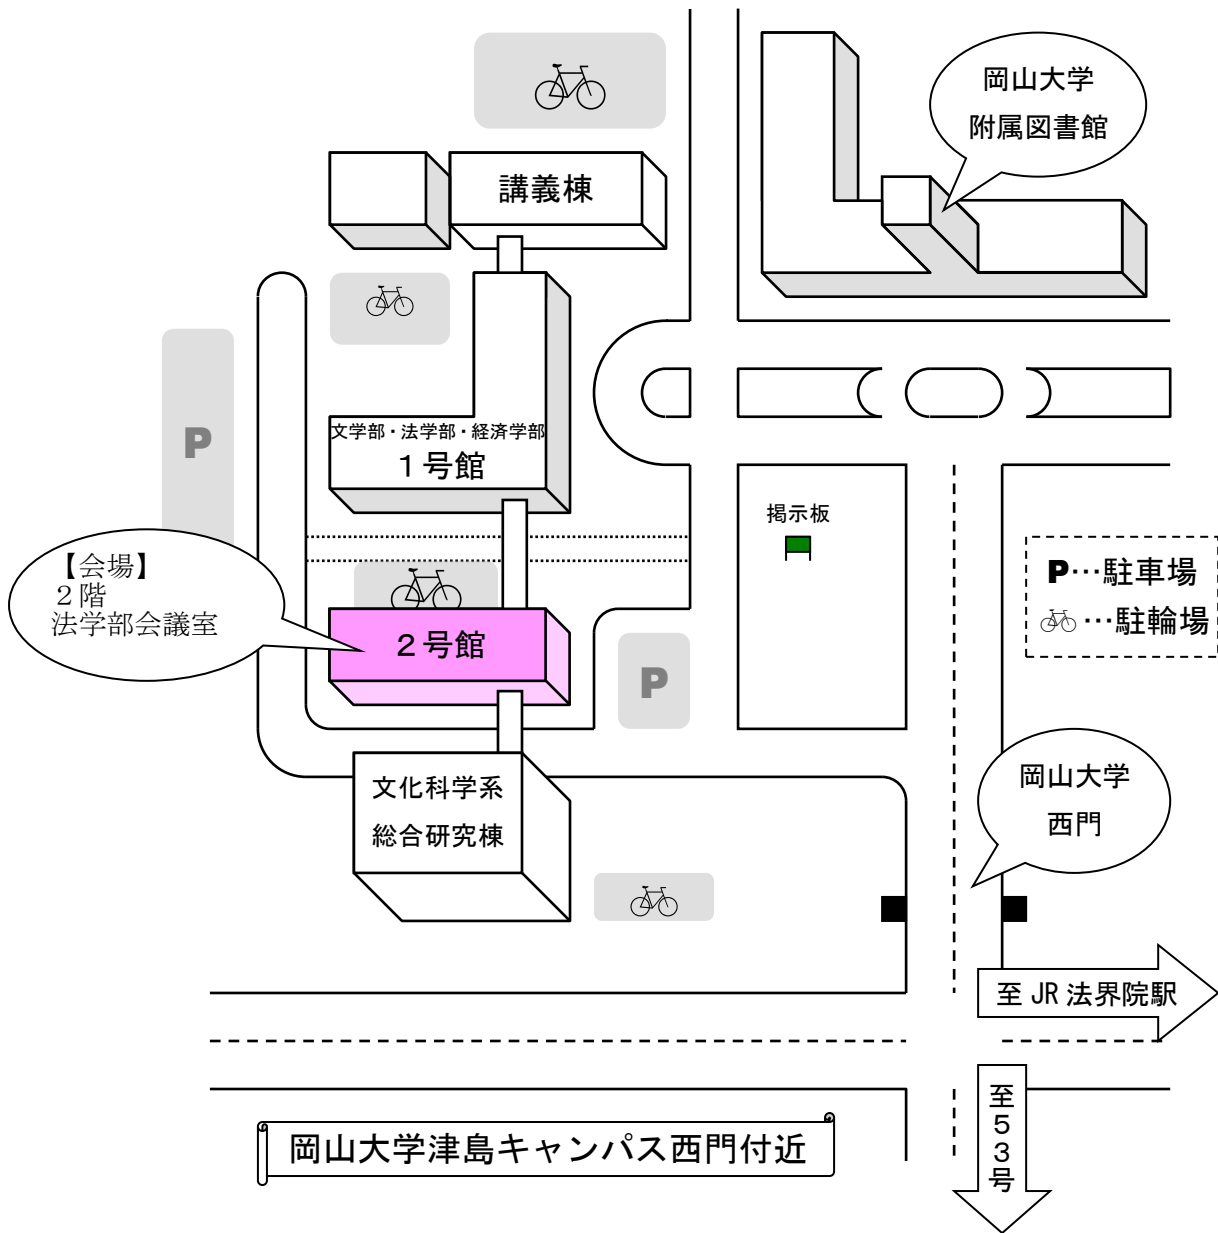 岡山大学
附属図書館
講義棟
文学部・法学部・経済学部
１号館
P
掲示板
【会場】
２階
法学部会議室
P…駐車場
…駐輪場
２号館
P
岡山大学
西門
文化科学系
総合研究棟
至 JR 法界院駅
至５３号
岡山大学津島キャンパス西門付近